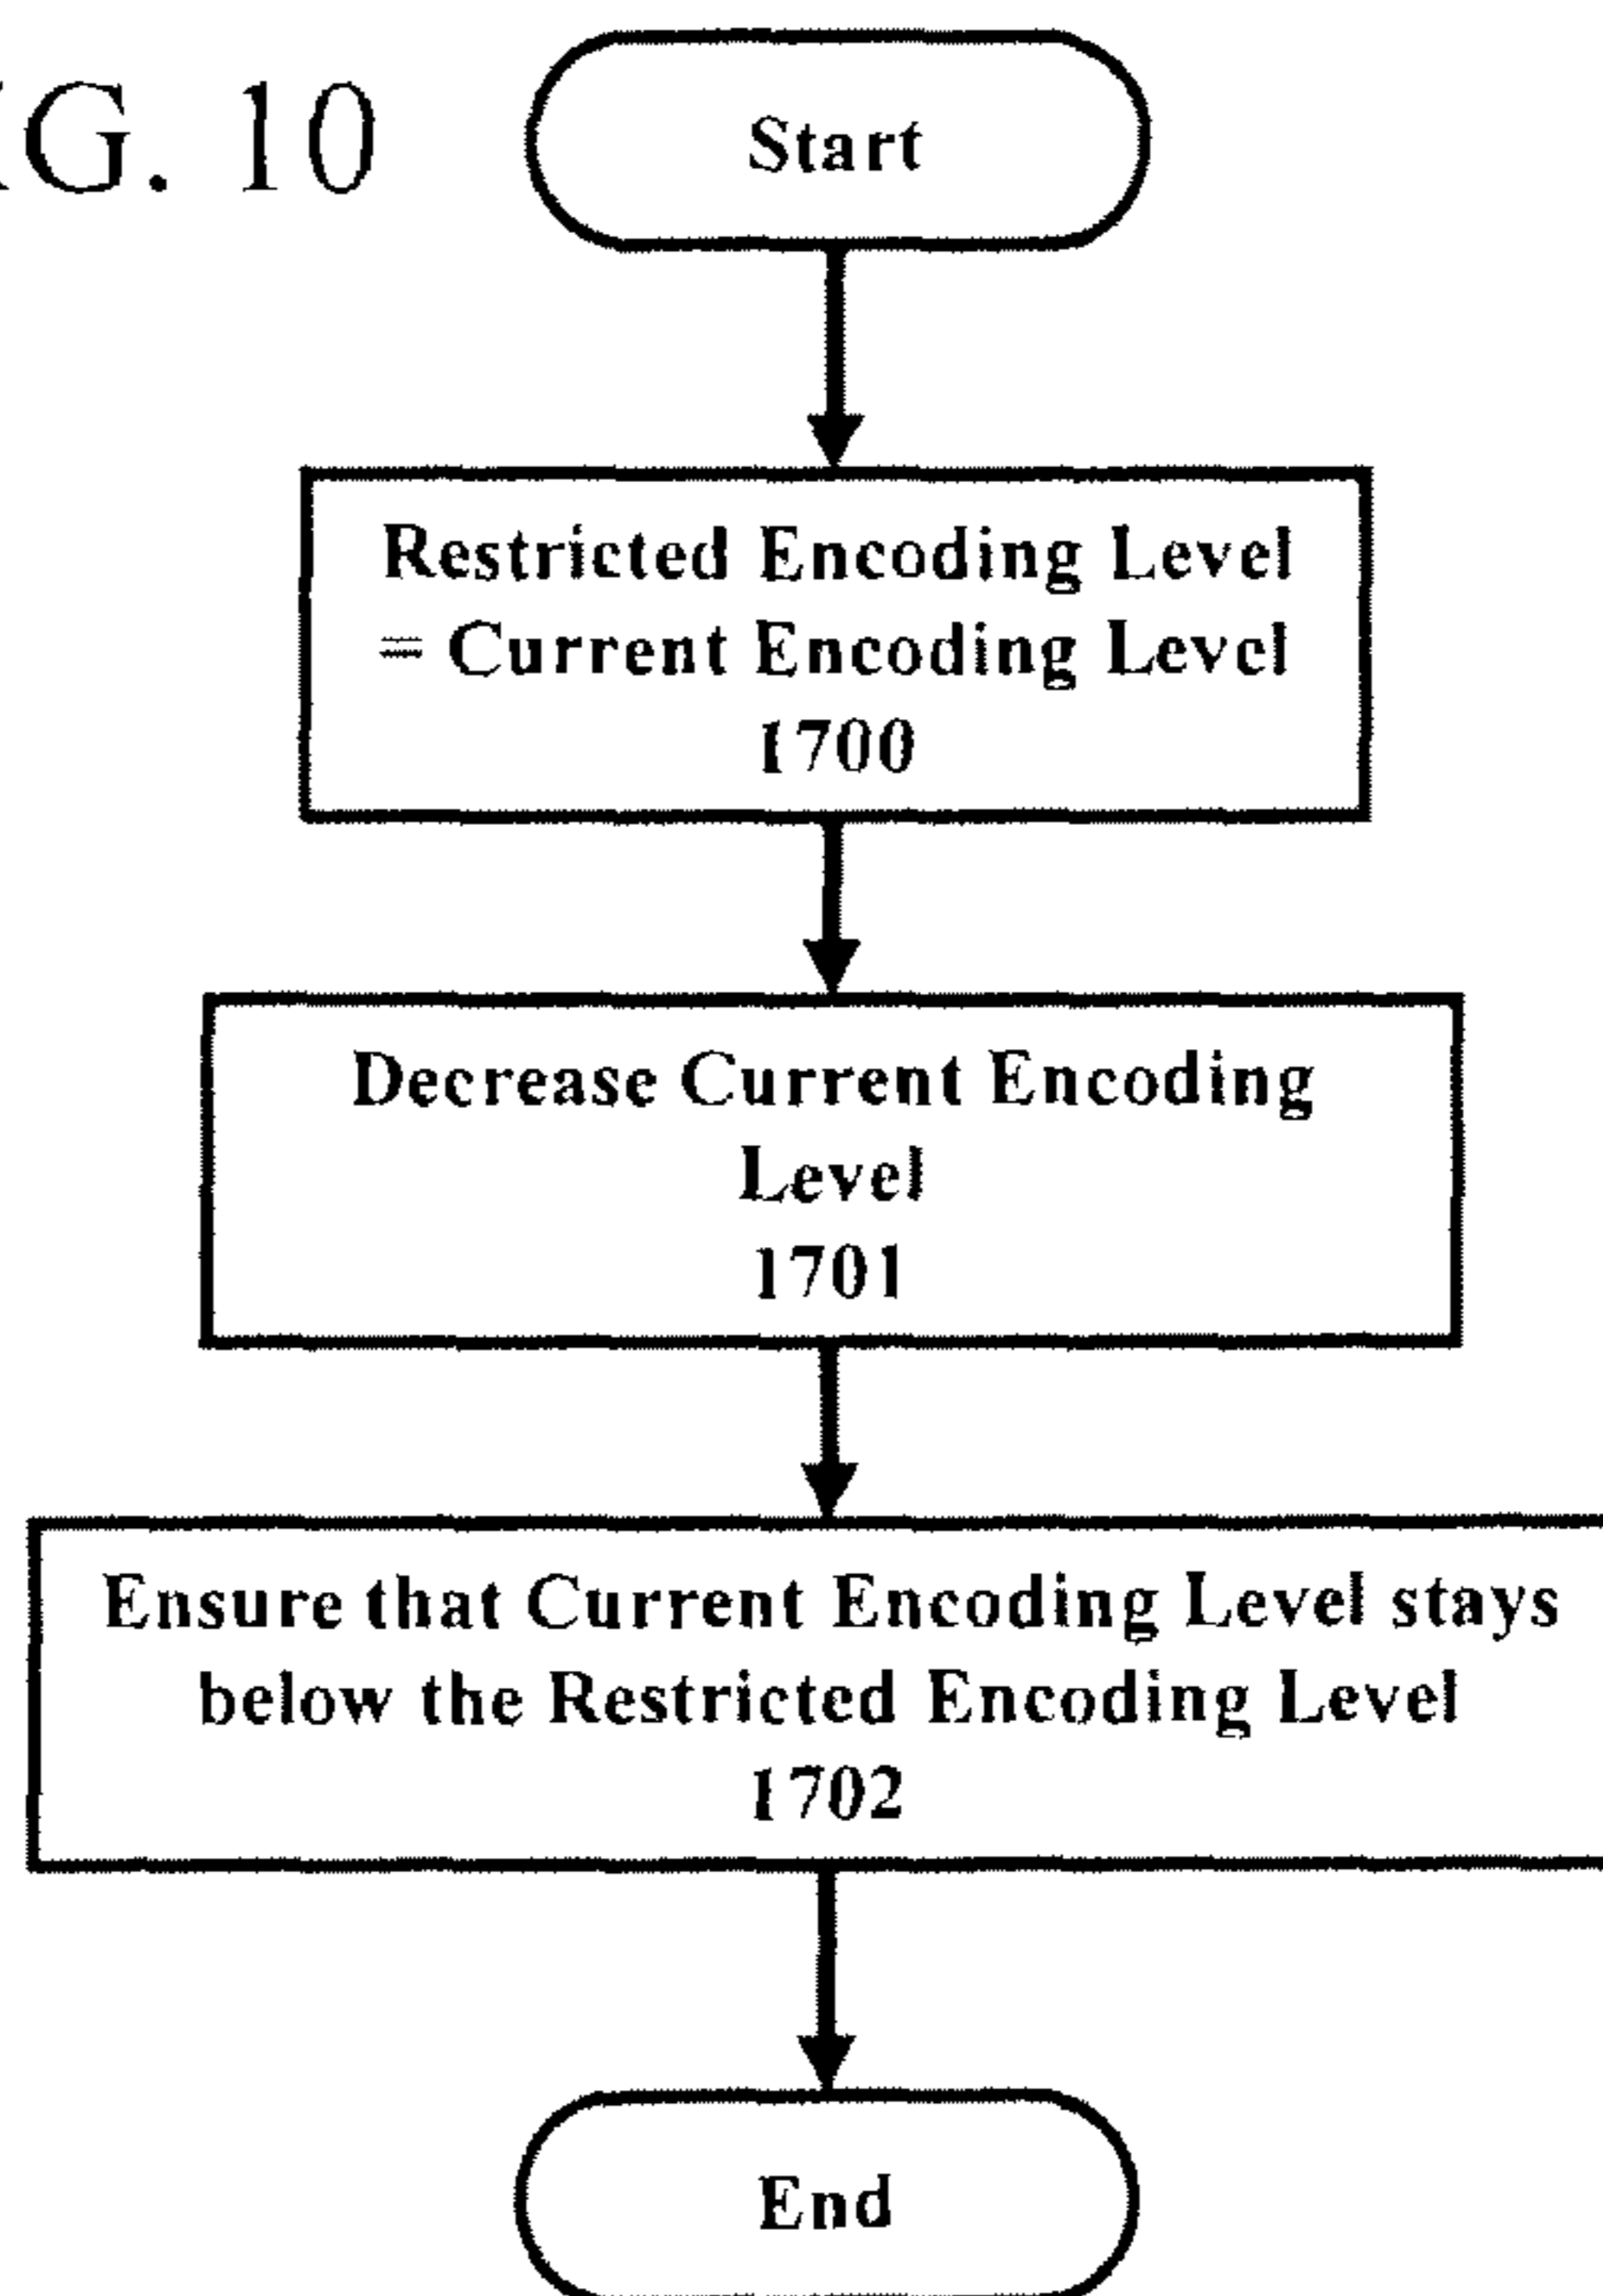 G. 10
Start
Restricted Encoding Level
= Current Encoding Level
1700
Decrease Current Encoding
Level
1701
Ensure that Current Encoding Level stays
below the Restricted Encoding Level
1702
End